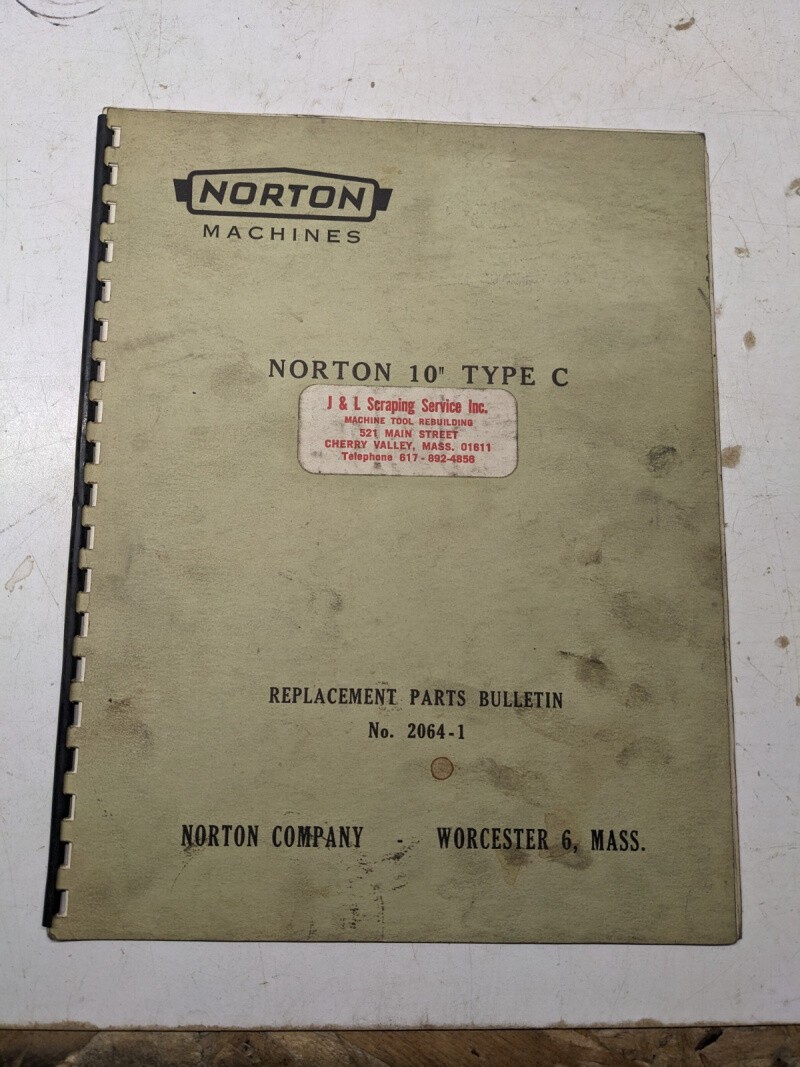 NORTON
MACHINES
NORTON 10" TYPE C
J & L Scraping Service Inc.
MACHINE TOOL REBUILDING
521 MAIN STREET
CHERRY VALLEY, MASS. 01611
Telephone 617-892-4856
REPLACEMENT PARTS BULLETIN
No. 2064-1
NORTON COMPANY - WORCESTER 6, MASS.